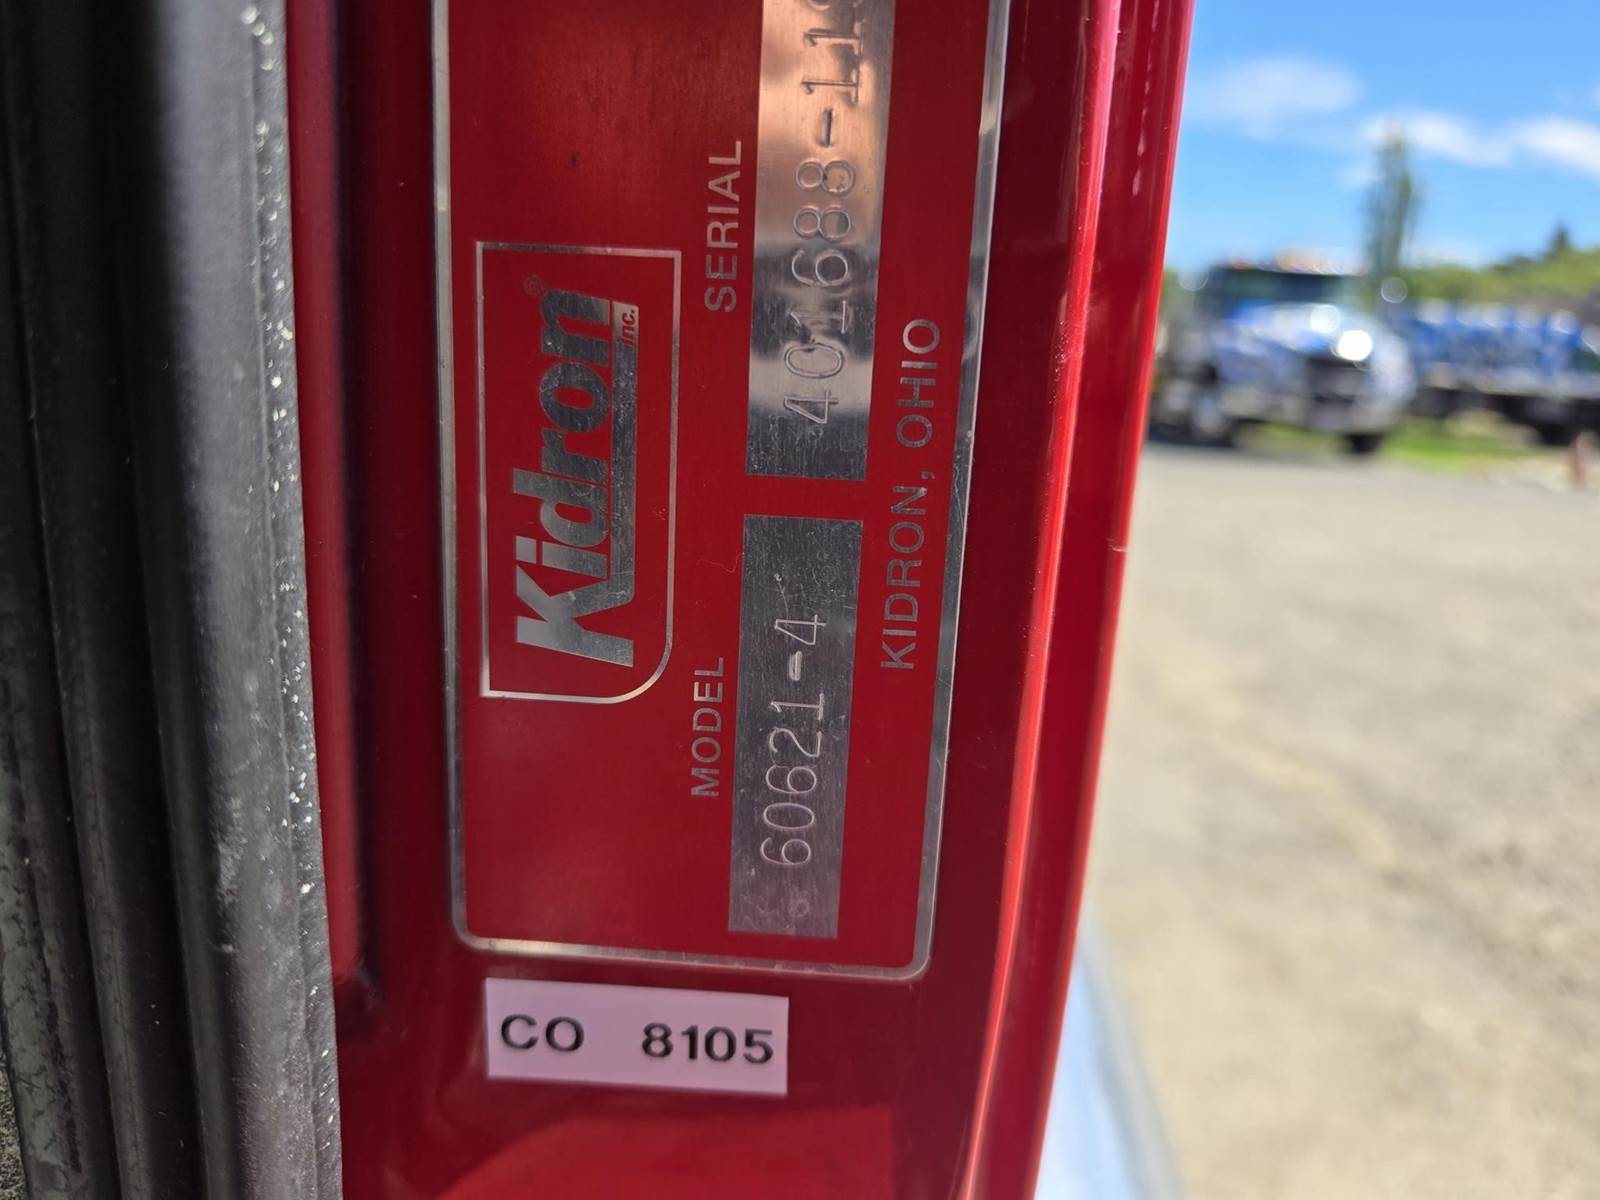 Kidron® inc.
SERIAL
401688-11
MODEL
60621-4
KIDRON, OHIO
CO 8105